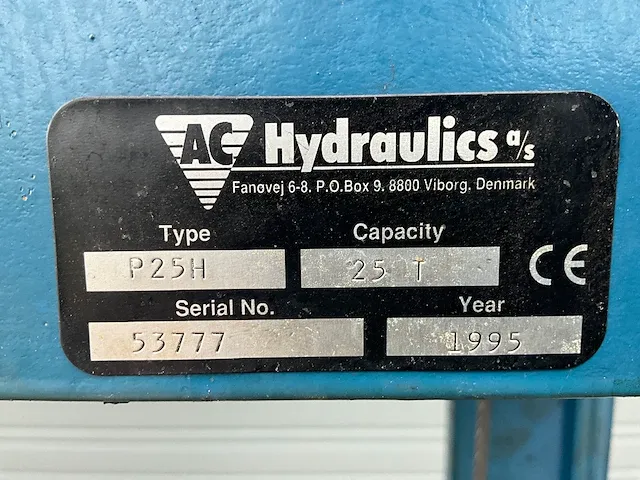 AC Hydraulics a/s
Fanøvej 6-8. P.O.Box 9. 8800 Viborg. Denmark
Type Capacity
P25H 25 T CE
Serial No. Year
53777 1995